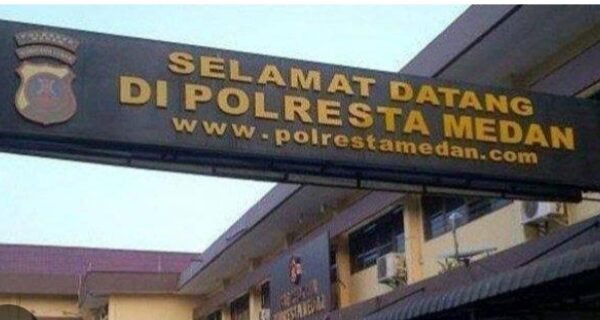 SELAMAT DATANG
DI POLRESTA MEDAN
www.polrestamedan.com